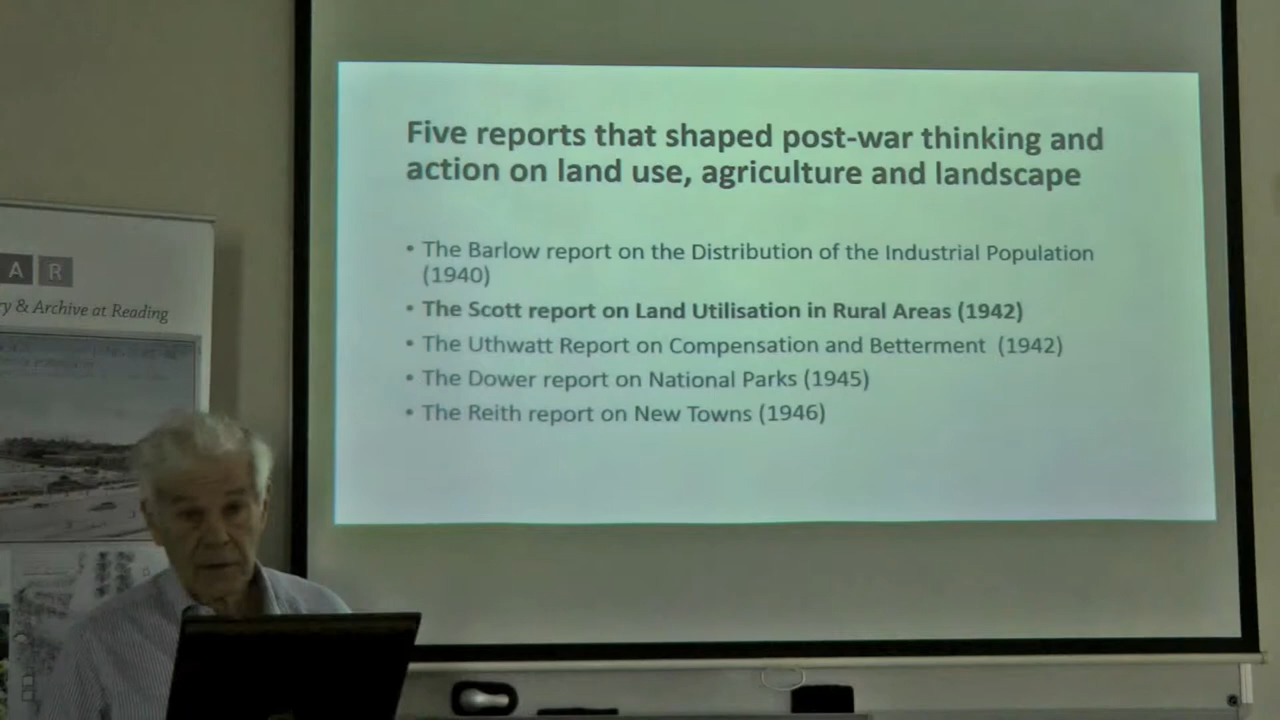 Five reports that shaped post-war thinking and
action on land use, agriculture and landscape
• The Barlow report on the Distribution of the Industrial Population
(1940)
• The Scott report on Land Utilisation in Rural Areas (1942)
• The Uthwatt Report on Compensation and Betterment (1942)
• The Dower report on National Parks (1945)
• The Reith report on New Towns (1946)
A R
ry & Archive at Reading